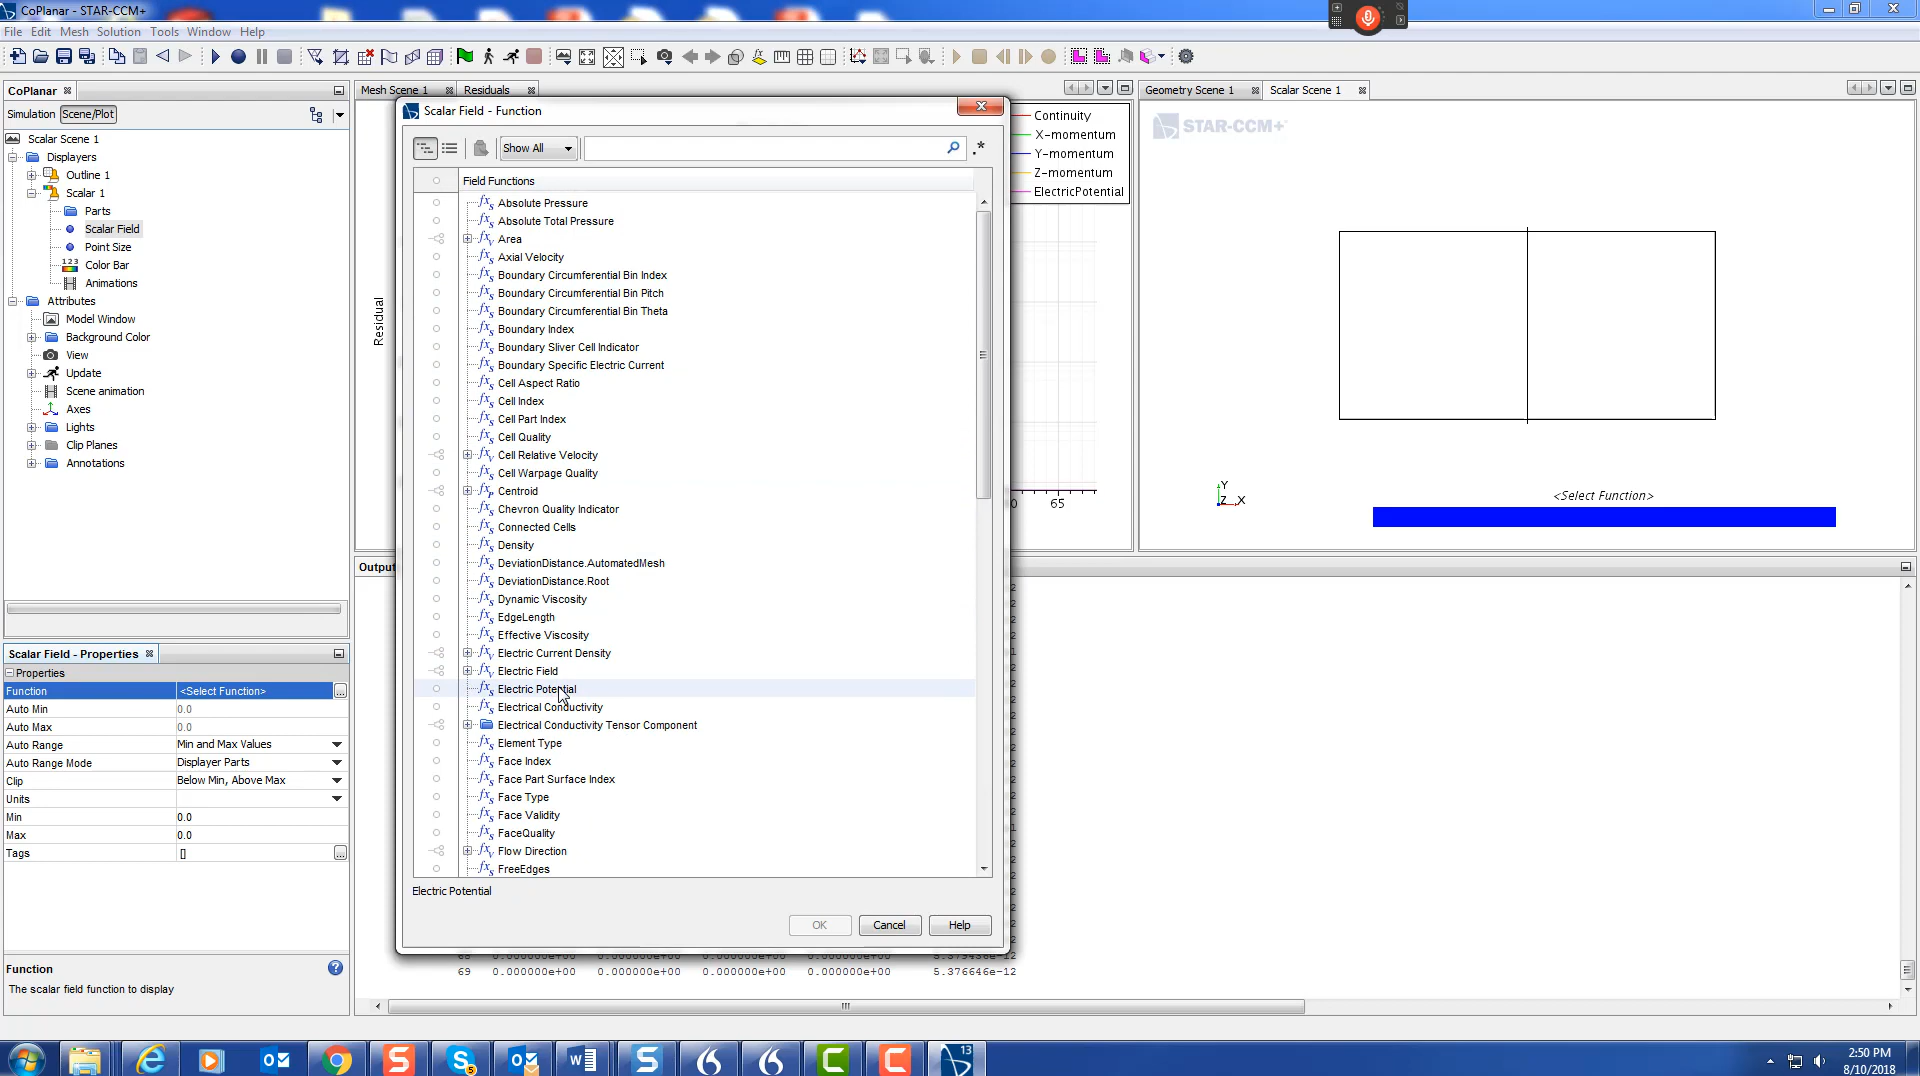 CoPlanar - STAR-CCM+
File Edit Mesh Solution Tools Window Help
CoPlanar
Simulation Scene/Plot
Scalar Scene 1
Displayers
Outline 1
Scalar 1
Parts
Scalar Field
Point Size
Color Bar
Animations
Attributes
Model Window
Background Color
View
Update
Scene animation
Axes
Lights
Clip Planes
Annotations
Scalar Field - Properties
Properties
Function <Select Function>
Auto Min 0.0
Auto Max 0.0
Auto Range Min and Max Values
Auto Range Mode Displayer Parts
Clip Below Min, Above Max
Units
Min 0.0
Max 0.0
Tags []
Function
The scalar field function to display
Mesh Scene 1 Residuals
Residual
Scalar Field - Function
Show All
.*
Field Functions
Absolute Pressure
Absolute Total Pressure
Area
Axial Velocity
Boundary Circumferential Bin Index
Boundary Circumferential Bin Pitch
Boundary Circumferential Bin Theta
Boundary Index
Boundary Sliver Cell Indicator
Boundary Specific Electric Current
Cell Aspect Ratio
Cell Index
Cell Part Index
Cell Quality
Cell Relative Velocity
Cell Warpage Quality
Centroid
Chevron Quality Indicator
Connected Cells
Density
DeviationDistance.AutomatedMesh
DeviationDistance.Root
Dynamic Viscosity
EdgeLength
Effective Viscosity
Electric Current Density
Electric Field
Electric Potential
Electrical Conductivity
Electrical Conductivity Tensor Component
Element Type
Face Index
Face Part Surface Index
Face Type
Face Validity
FaceQuality
Flow Direction
FreeEdges
Electric Potential
OK Cancel Help
Continuity
X-momentum
Y-momentum
Z-momentum
ElectricPotential
65
Output
69 0.000000e+00 0.000000e+00 0.000000e+00 0.000000e+00 5.376646e-12
Geometry Scene 1 Scalar Scene 1
STAR-CCM+
Y
Z X
<Select Function>
2:50 PM
8/10/2018